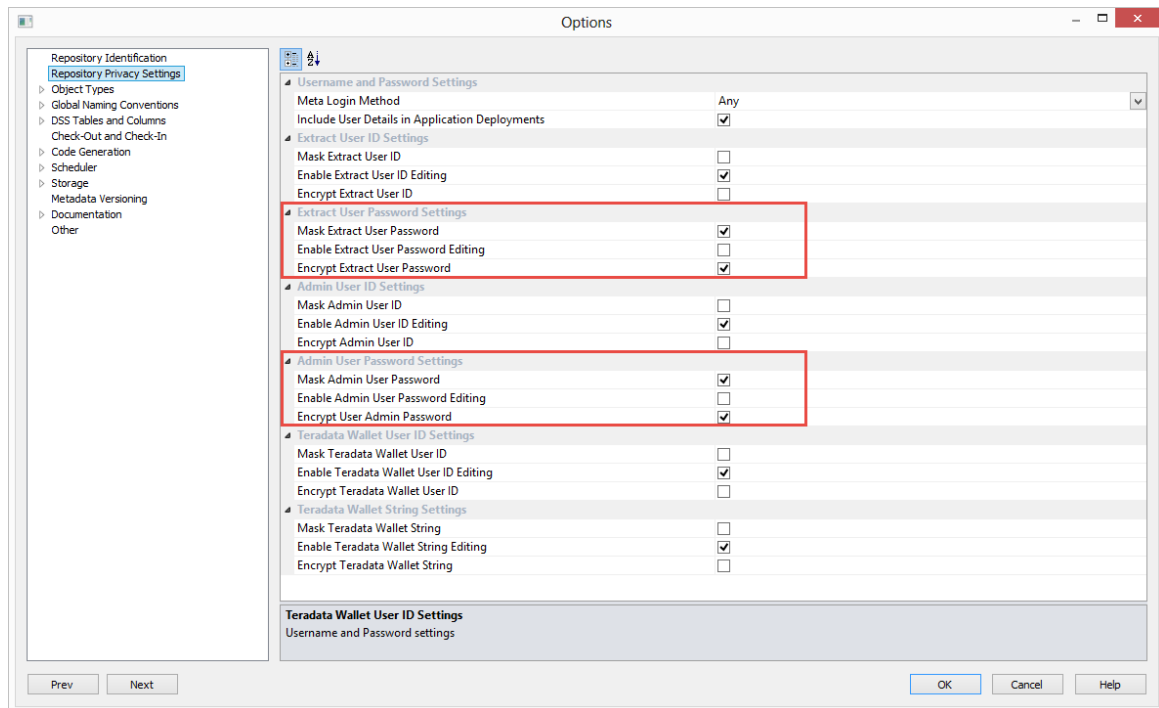 Options
Repository Identification
Repository Privacy Settings
Object Types
Global Naming Conventions
DSS Tables and Columns
Check-Out and Check-In
Code Generation
Scheduler
Storage
Metadata Versioning
Documentation
Other
Username and Password Settings
Meta Login Method Any
Include User Details in Application Deployments
Extract User ID Settings
Mask Extract User ID
Enable Extract User ID Editing
Encrypt Extract User ID
Extract User Password Settings
Mask Extract User Password
Enable Extract User Password Editing
Encrypt Extract User Password
Admin User ID Settings
Mask Admin User ID
Enable Admin User ID Editing
Encrypt Admin User ID
Admin User Password Settings
Mask Admin User Password
Enable Admin User Password Editing
Encrypt User Admin Password
Teradata Wallet User ID Settings
Mask Teradata Wallet User ID
Enable Teradata Wallet User ID Editing
Encrypt Teradata Wallet User ID
Teradata Wallet String Settings
Mask Teradata Wallet String
Enable Teradata Wallet String Editing
Encrypt Teradata Wallet String
Teradata Wallet User ID Settings
Username and Password settings
Prev Next OK Cancel Help